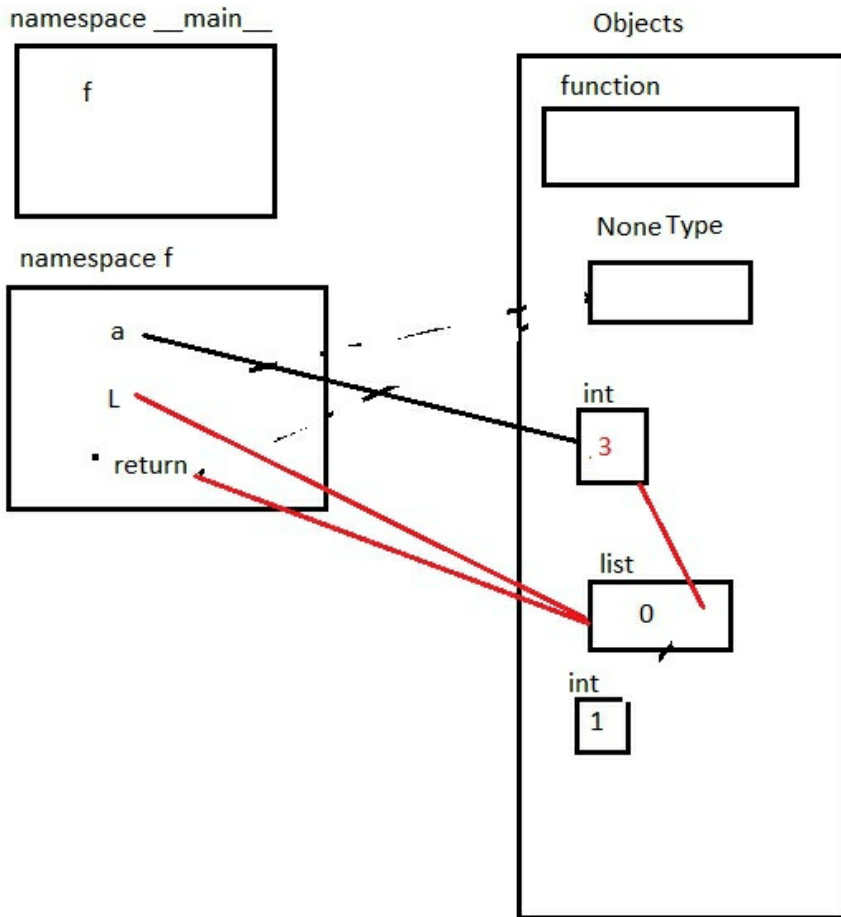 namespace __main__
f
Objects
function
None Type
namespace f
a
L
return
int
3
list
0
int
1